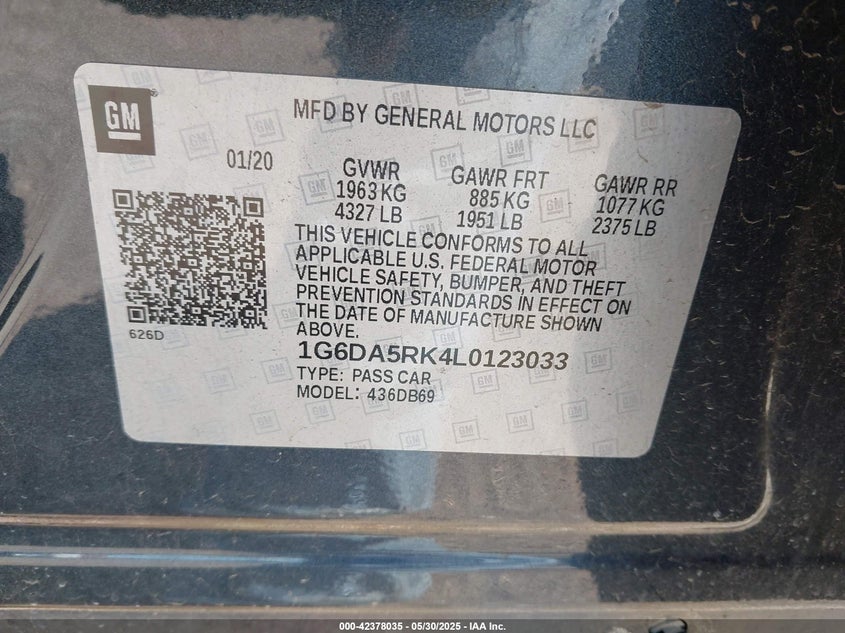 GM
MFD BY GENERAL MOTORS LLC
01/20
GVWR
1963 KG
4327 LB
GAWR FRT
885 KG
1951 LB
GAWR RR
1077 KG
2375 LB
THIS VEHICLE CONFORMS TO ALL
APPLICABLE U.S. FEDERAL MOTOR
VEHICLE SAFETY, BUMPER, AND THEFT
PREVENTION STANDARDS IN EFFECT ON
THE DATE OF MANUFACTURE SHOWN
ABOVE.
626D
1G6DA5RK4L0123033
TYPE: PASS CAR
MODEL: 436DB69
000-42378035 - 05/30/2025 - IAA Inc.